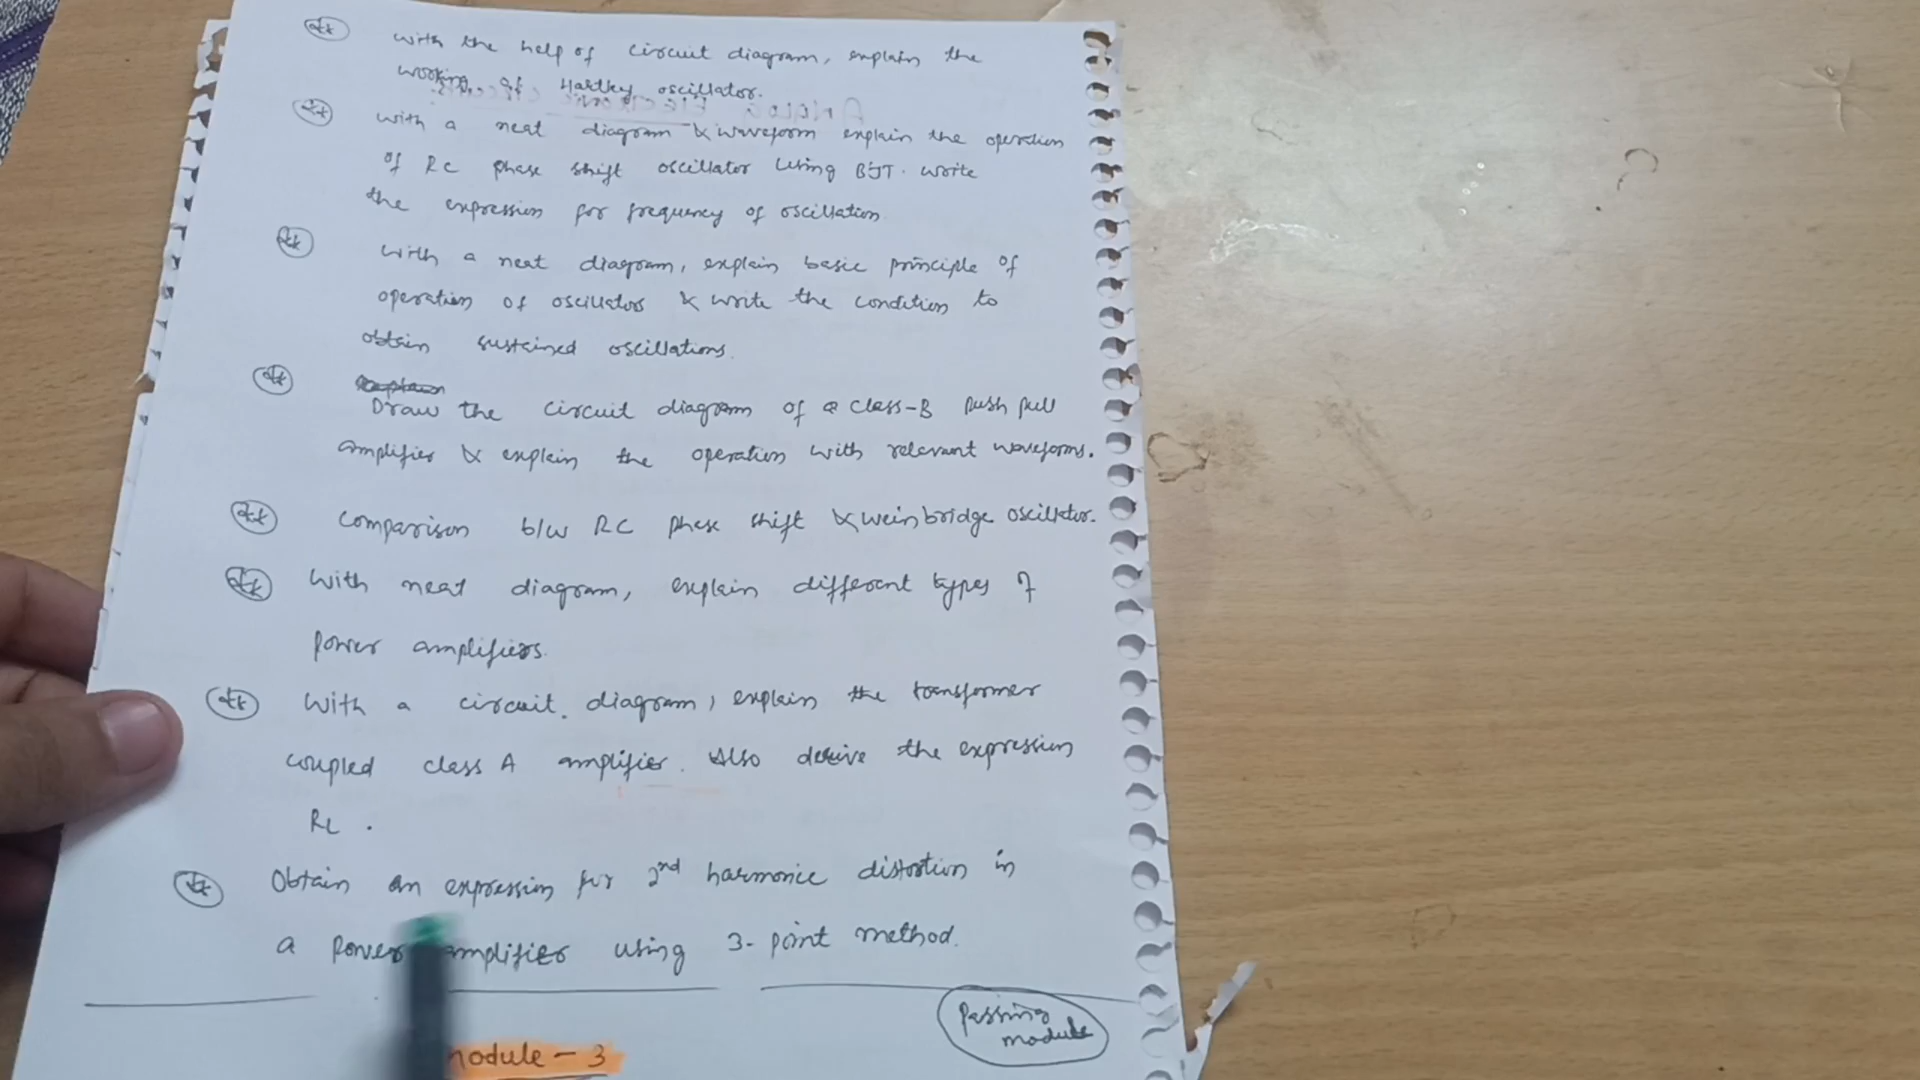 With the help of circuit diagram, explain the
working of Hartley oscillator.
With a neat diagram & waveform explain the operation
of RC phase shift oscillator using BJT. write
the expression for frequency of oscillation
With a neat diagram, explain basic principle of
operation of oscillators & write the condition to
obtain sustained oscillations.
Draw the circuit diagram of a class-B push pull
amplifier & explain the operation with relevant waveforms.
Comparison b/w RC phase shift & wein bridge oscillator.
With neat diagram, explain different types of
power amplifiers.
With a circuit diagram, explain the transformer
coupled class A amplifier. Also derive the expression
RL.
Obtain an expression for 2nd harmonic distortion in
a power amplifier using 3-point method.
Passing
module
module - 3